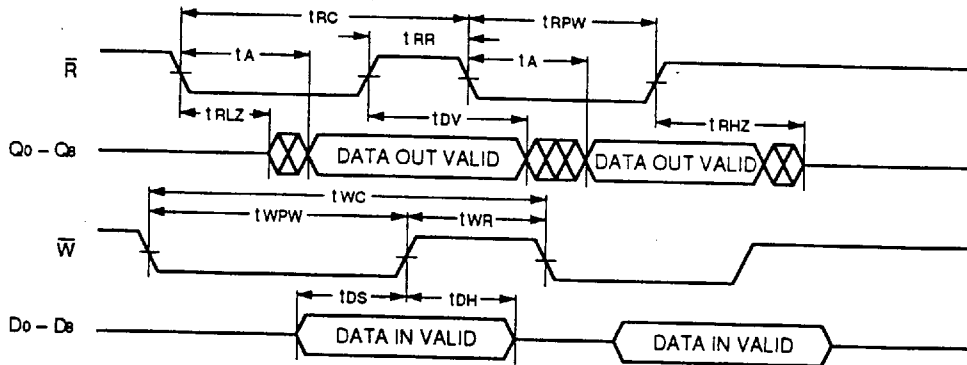 tRC tRPW
tRR
tA tA
R̅
tRLZ tDV tRHZ
Q0 – Q8 DATA OUT VALID DATA OUT VALID
tWC
tWPW tWR
W̅
tDS tDH
D0 – D8 DATA IN VALID DATA IN VALID